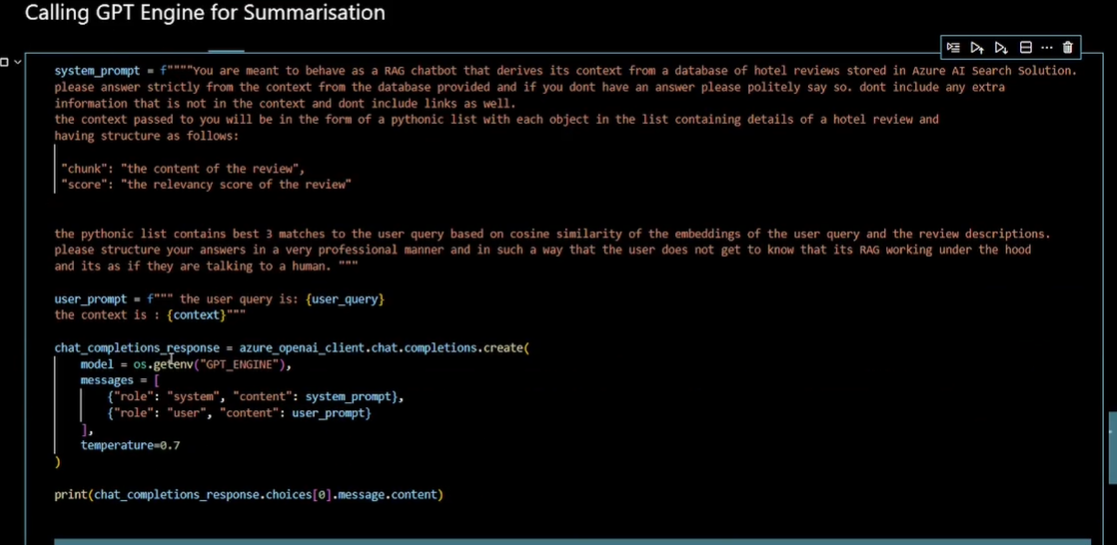 Calling GPT Engine for Summarisation
system_prompt = f""""You are meant to behave as a RAG chatbot that derives its context from a database of hotel reviews stored in Azure AI Search Solution.
please answer strictly from the context from the database provided and if you dont have an answer please politely say so. dont include any extra
information that is not in the context and dont include links as well.
the context passed to you will be in the form of a pythonic list with each object in the list containing details of a hotel review and
having structure as follows:
"chunk": "the content of the review",
"score": "the relevancy score of the review"
the pythonic list contains best 3 matches to the user query based on cosine similarity of the embeddings of the user query and the review descriptions.
please structure your answers in a very professional manner and in such a way that the user does not get to know that its RAG working under the hood
and its as if they are talking to a human. """
user_prompt = f""" the user query is: {user_query}
the context is : {context}"""
chat_completions_response = azure_openai_client.chat.completions.create(
model = os.getenv("GPT_ENGINE"),
messages = [
{"role": "system", "content": system_prompt},
{"role": "user", "content": user_prompt}
],
temperature=0.7
)
print(chat_completions_response.choices[0].message.content)